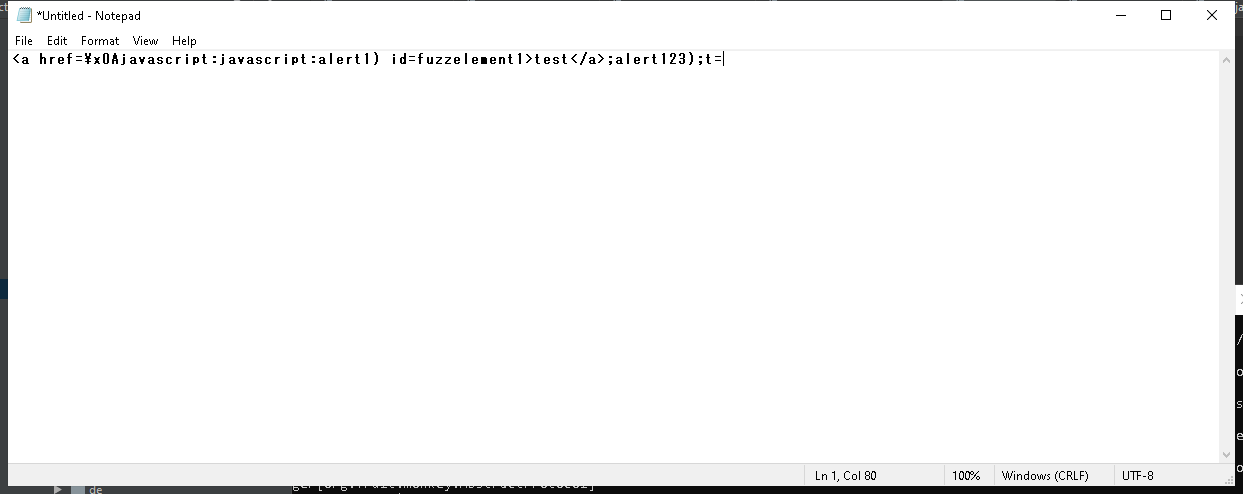 *Untitled - Notepad
File Edit Format View Help
<a href=¥x0Ajavascript:javascript:alert1) id=fuzzelement1>test</a>;alert123);t=
Ln 1, Col 80 100% Windows (CRLF) UTF-8
de